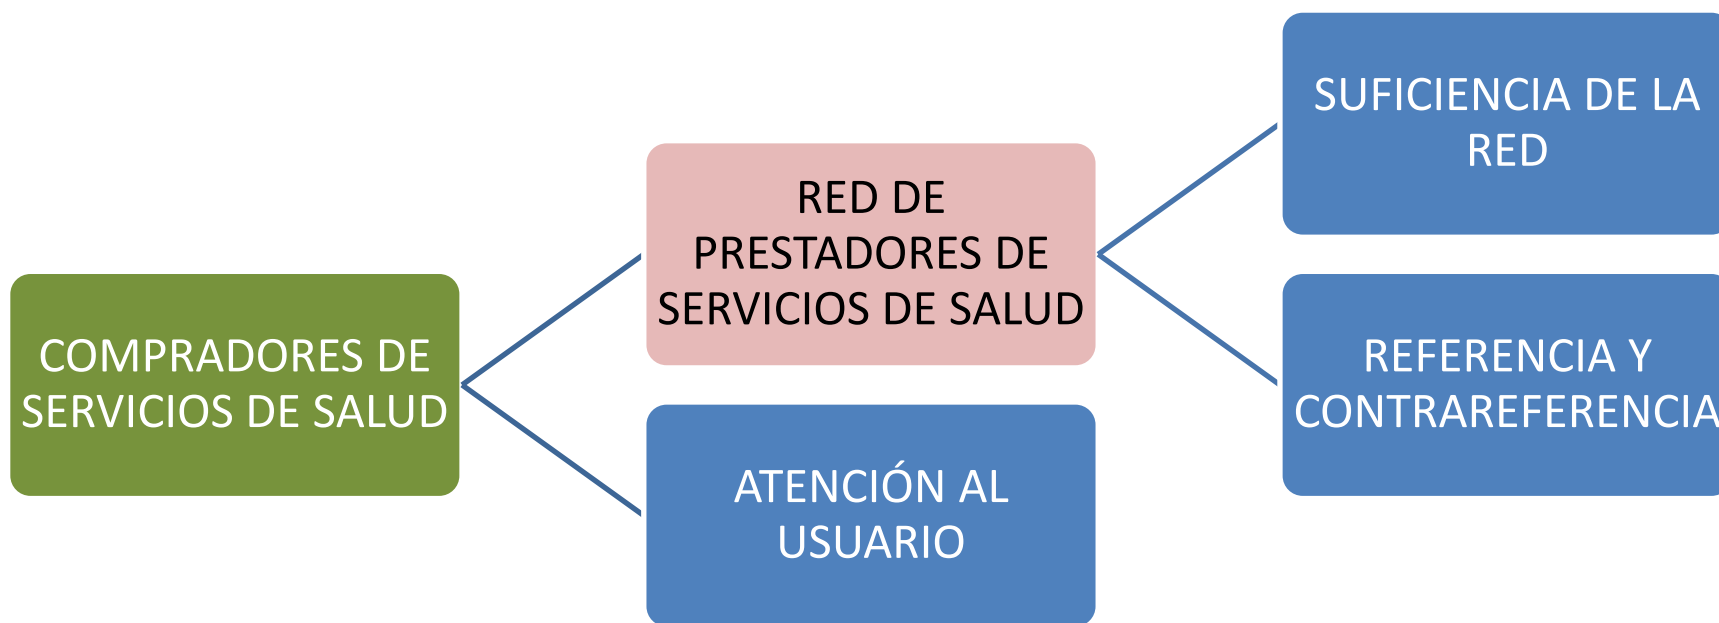 COMPRADORES DE
SERVICIOS DE SALUD
RED DE
PRESTADORES DE
SERVICIOS DE SALUD
ATENCIÓN AL
USUARIO
SUFICIENCIA DE LA
RED
REFERENCIA Y
CONTRAREFERENCIA